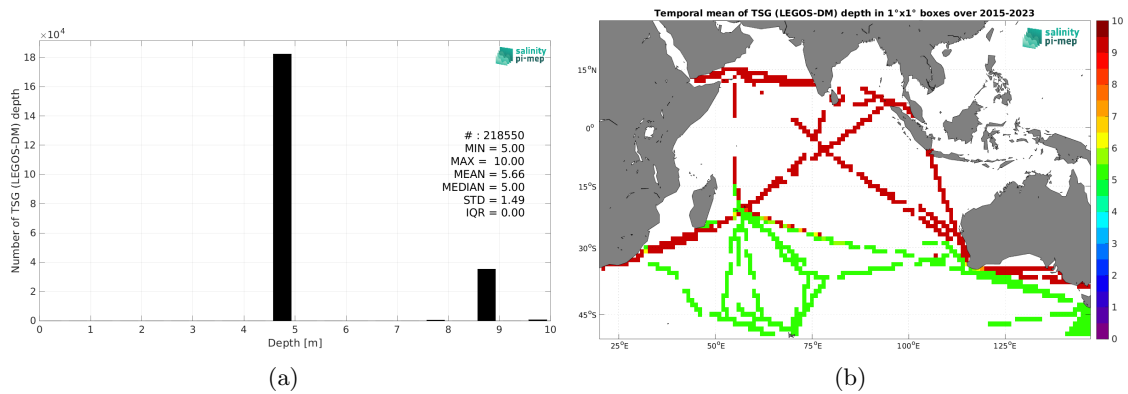 ×10⁴
18
16
14
12
10
8
6
4
2
0
Number of TSG (LEGOS-DM) depth
salinity
pi-mep
# : 218550
MIN = 5.00
MAX = 10.00
MEAN = 5.66
MEDIAN = 5.00
STD = 1.49
IQR = 0.00
0 1 2 3 4 5 6 7 8 9 10
Depth [m]
(a)
Temporal mean of TSG (LEGOS-DM) depth in 1°x1° boxes over 2015-2023
salinity
pi-mep
15°N
0°
15°S
30°S
45°S
25°E 50°E 75°E 100°E 125°E
10
9
8
7
6
5
4
3
2
1
0
(b)